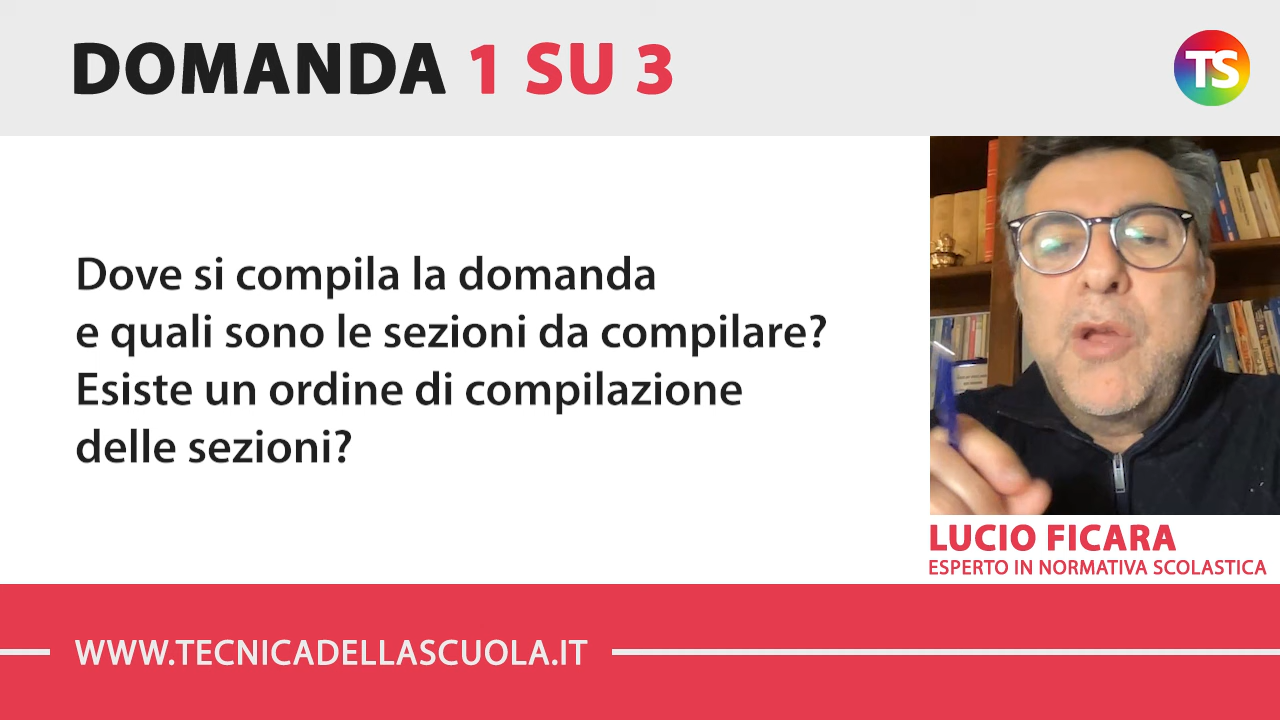 DOMANDA 1 SU 3
TS
Dove si compila la domanda
e quali sono le sezioni da compilare?
Esiste un ordine di compilazione
delle sezioni?
LUCIO FICARA
ESPERTO IN NORMATIVA SCOLASTICA
WWW.TECNICADELLASCUOLA.IT